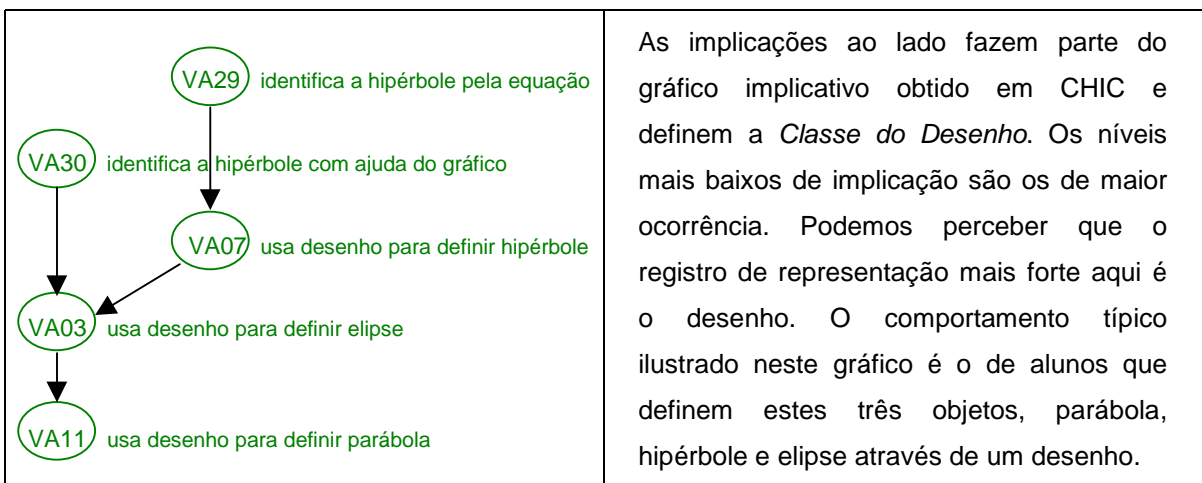 VA29 identifica a hipérbole pela equação
VA30 identifica a hipérbole com ajuda do gráfico
VA07 usa desenho para definir hipérbole
VA03 usa desenho para definir elipse
VA11 usa desenho para definir parábola
As implicações ao lado fazem parte do
gráfico implicativo obtido em CHIC e
definem a Classe do Desenho. Os níveis
mais baixos de implicação são os de maior
ocorrência. Podemos perceber que o
registro de representação mais forte aqui é
o desenho. O comportamento típico
ilustrado neste gráfico é o de alunos que
definem estes três objetos, parábola,
hipérbole e elipse através de um desenho.